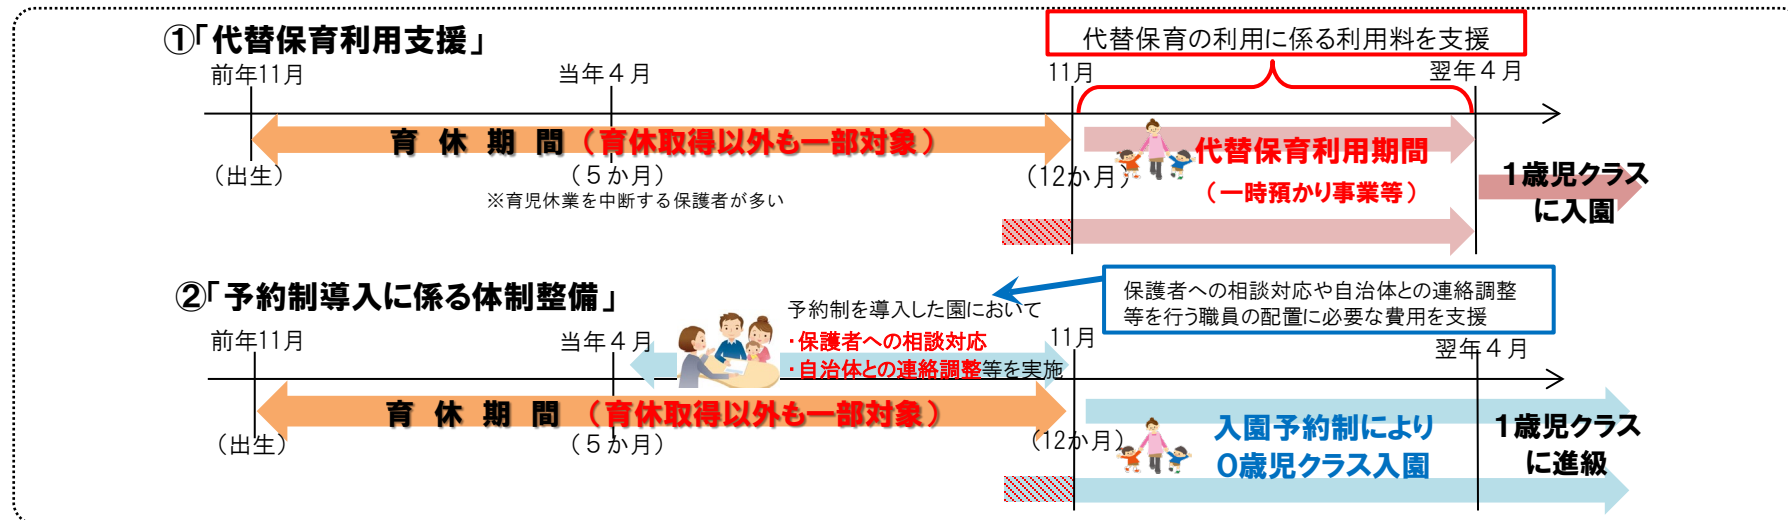 ①「代替保育利用支援」
代替保育の利用に係る利用料を支援
前年11月
当年４月
11月
翌年４月
育 休 期 間（育休取得以外も一部対象）
（出生）
（５か月）
（12か月）
※育児休業を中断する保護者が多い
代替保育利用期間
（一時預かり事業等）
1歳児クラス
に入園
②「予約制導入に係る体制整備」
保護者への相談対応や自治体との連絡調整
等を行う職員の配置に必要な費用を支援
予約制を導入した園において
・保護者への相談対応
・自治体との連絡調整等を実施
前年11月
当年４月
11月
翌年４月
育 休 期 間（育休取得以外も一部対象）
（出生）
（５か月）
（12か月）
入園予約制により
0歳児クラス入園
1歳児クラス
に進級